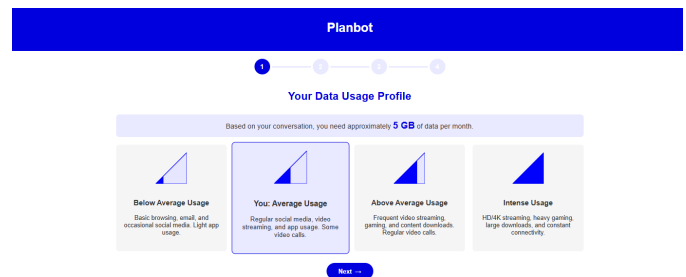 Planbot
1 2 3 4
Your Data Usage Profile
Based on your conversation, you need approximately 5 GB of data per month.
Below Average Usage
Basic browsing, email, and
occasional social media. Light app
usage.
You: Average Usage
Regular social media, video
streaming, and app usage. Some
video calls.
Above Average Usage
Frequent video streaming,
gaming, and content downloads.
Regular video calls.
Intense Usage
HD/4K streaming, heavy gaming,
large downloads, and constant
connectivity.
Next →